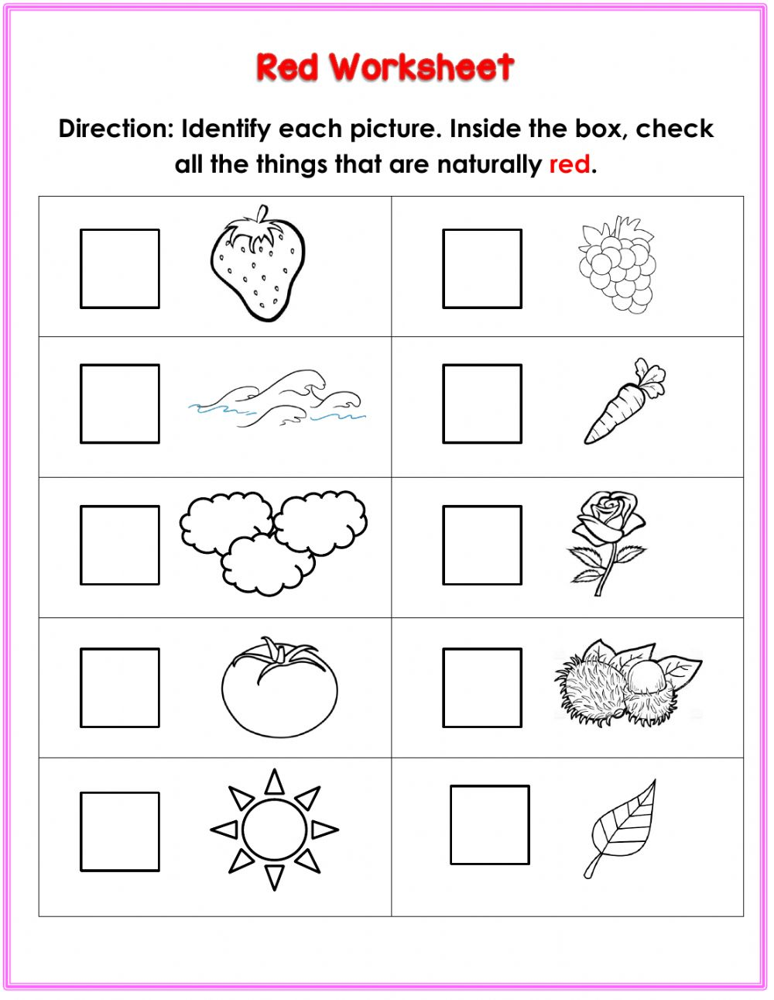 Red Worksheet
Direction: Identify each picture. Inside the box, check
all the things that are naturally red.